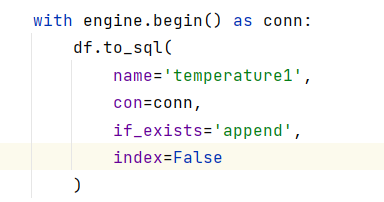 with engine.begin() as conn:
    df.to_sql(
        name='temperature1',
        con=conn,
        if_exists='append',
        index=False
    )